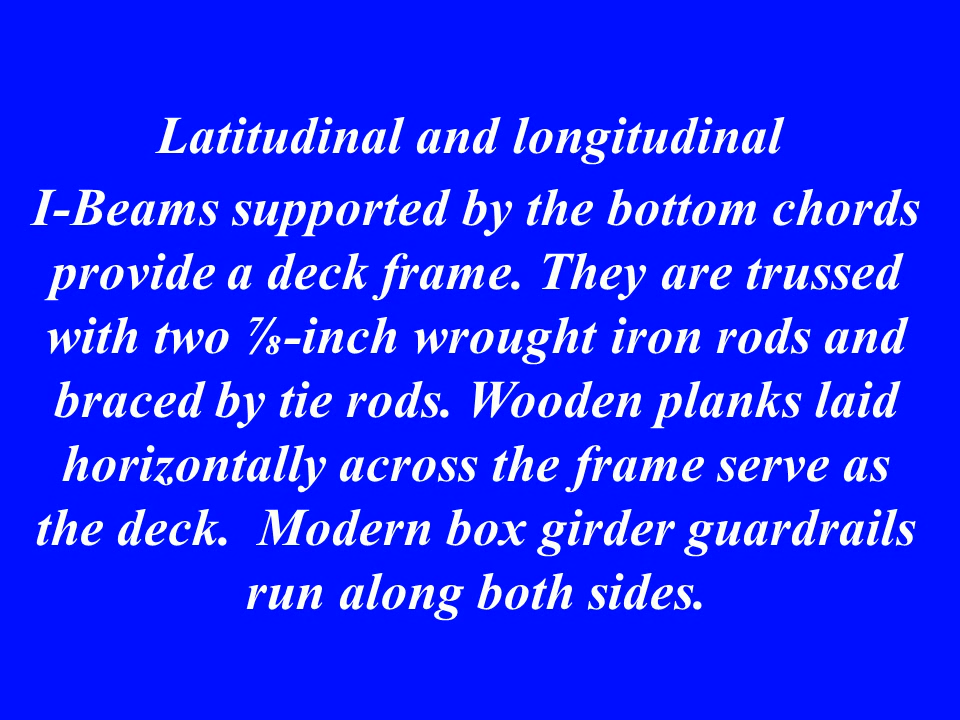 Latitudinal and longitudinal
I-Beams supported by the bottom chords
provide a deck frame. They are trussed
with two ⅞-inch wrought iron rods and
braced by tie rods. Wooden planks laid
horizontally across the frame serve as
the deck.  Modern box girder guardrails
run along both sides.